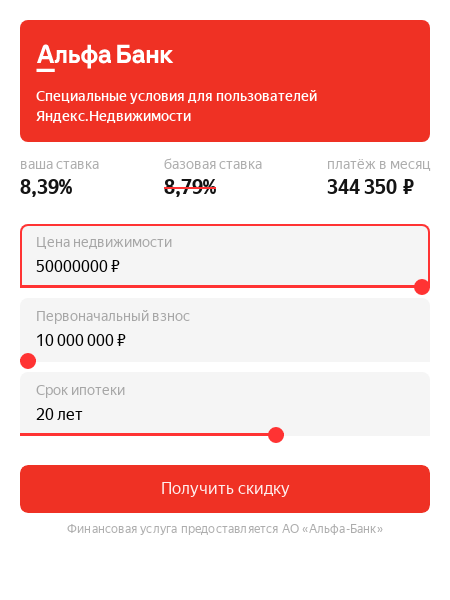 Альфа Банк
Специальные условия для пользователей
Яндекс.Недвижимости
ваша ставка базовая ставка платёж в месяц
8,39% 8,79% 344 350 ₽
Цена недвижимости
50000000 ₽
Первоначальный взнос
10 000 000 ₽
Срок ипотеки
20 лет
Получить скидку
Финансовая услуга предоставляется АО «Альфа-Банк»